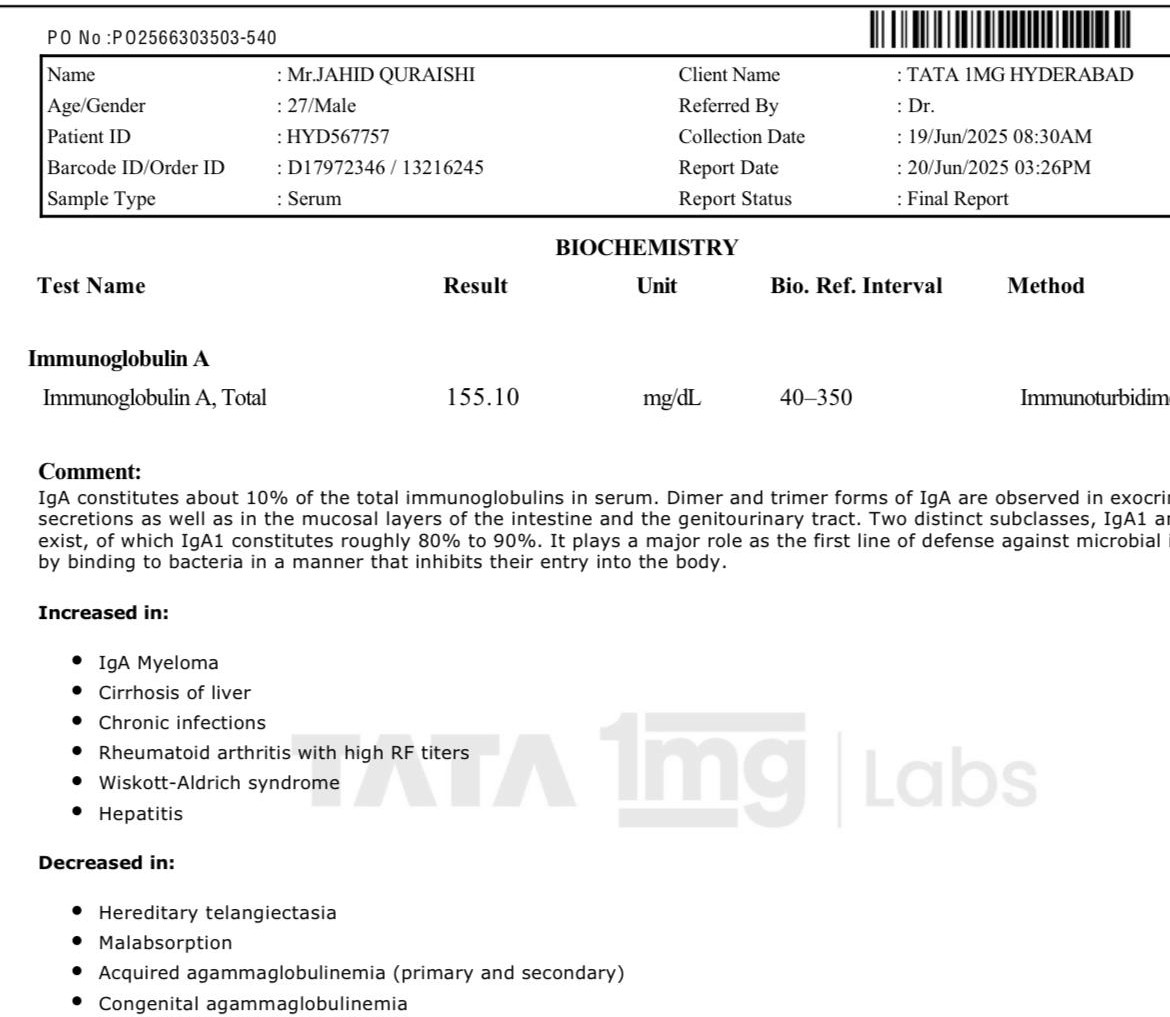 PO No :PO2566303503-540
Name : Mr.JAHID QURAISHI Client Name : TATA 1MG HYDERABAD
Age/Gender : 27/Male Referred By : Dr.
Patient ID : HYD567757 Collection Date : 19/Jun/2025 08:30AM
Barcode ID/Order ID : D17972346 / 13216245 Report Date : 20/Jun/2025 03:26PM
Sample Type : Serum Report Status : Final Report
BIOCHEMISTRY
Test Name Result Unit Bio. Ref. Interval Method
Immunoglobulin A
Immunoglobulin A, Total 155.10 mg/dL 40–350
Comment:
IgA constitutes about 10% of the total immunoglobulins in serum. Dimer and trimer forms of IgA are observed in
secretions as well as in the mucosal layers of the intestine and the genitourinary tract. Two distinct subclasses, IgA1
exist, of which IgA1 constitutes roughly 80% to 90%. It plays a major role as the first line of defense against microbial
by binding to bacteria in a manner that inhibits their entry into the body.
Increased in:
• IgA Myeloma
• Cirrhosis of liver
• Chronic infections
• Rheumatoid arthritis with high RF titers
• Wiskott-Aldrich syndrome
• Hepatitis
TATA 1mg Labs
Decreased in:
• Hereditary telangiectasia
• Malabsorption
• Acquired agammaglobulinemia (primary and secondary)
• Congenital agammaglobulinemia